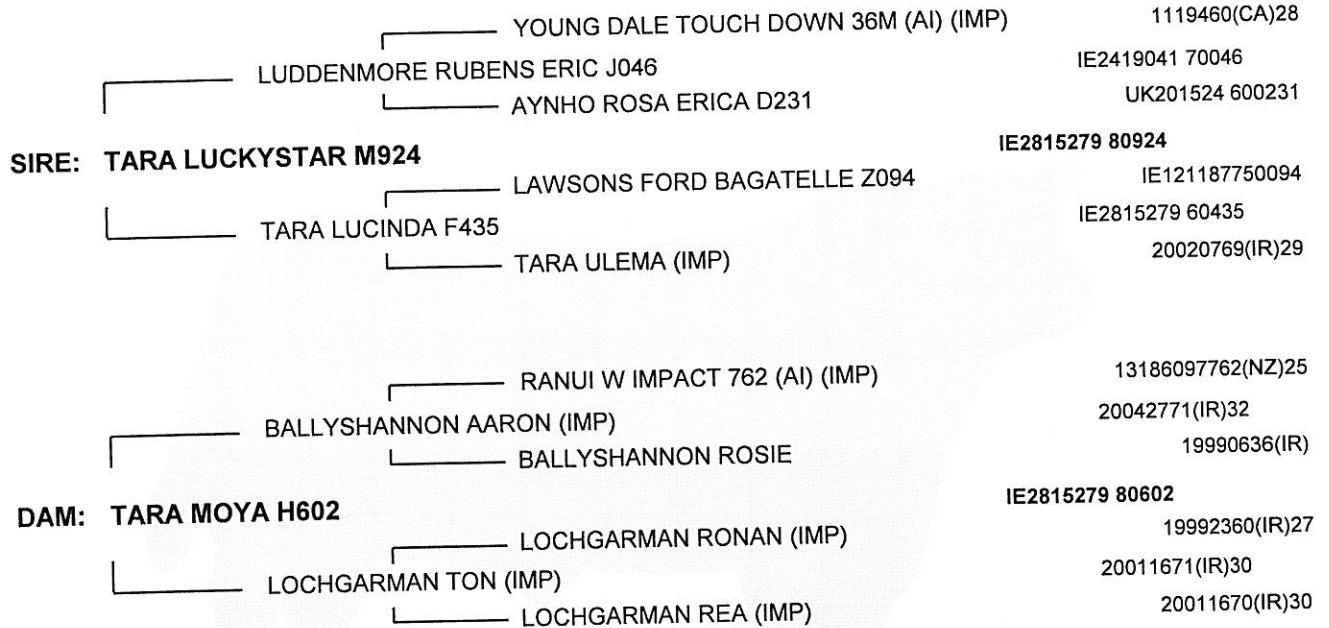 YOUNG DALE TOUCH DOWN 36M (AI) (IMP) 1119460(CA)28
LUDDENMORE RUBENS ERIC J046 IE2419041 70046
AYNHO ROSA ERICA D231 UK201524 600231
SIRE: TARA LUCKYSTAR M924 IE2815279 80924
LAWSONS FORD BAGATELLE Z094 IE121187750094
TARA LUCINDA F435 IE2815279 60435
TARA ULEMA (IMP) 20020769(IR)29
RANUI W IMPACT 762 (AI) (IMP) 13186097762(NZ)25
BALLYSHANNON AARON (IMP) 20042771(IR)32
BALLYSHANNON ROSIE 19990636(IR)
DAM: TARA MOYA H602 IE2815279 80602
LOCHGARMAN RONAN (IMP) 19992360(IR)27
LOCHGARMAN TON (IMP) 20011671(IR)30
LOCHGARMAN REA (IMP) 20011670(IR)30